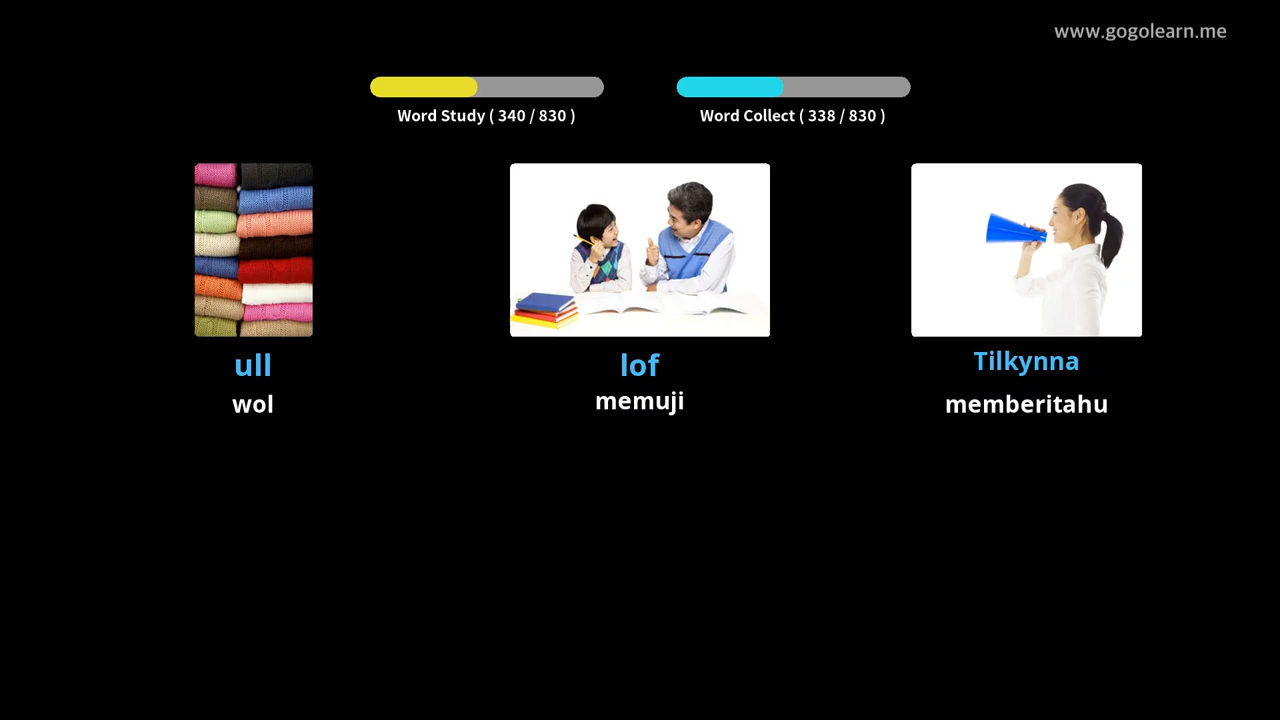 www.gogolearn.me
Word Study ( 340 / 830 )
Word Collect ( 338 / 830 )
ull
lof
Tilkynna
wol
memuji
memberitahu